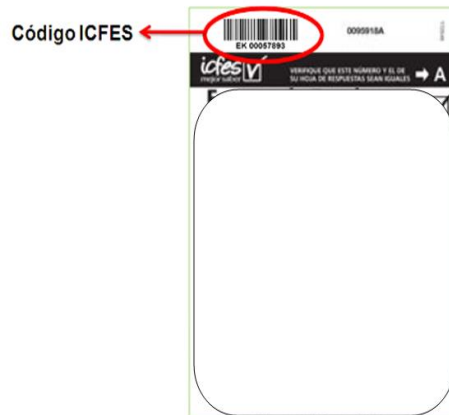 Código ICFES
EK 00057893
0095918A
icfes
mejor saber
VERIFIQUE QUE ESTE NÚMERO Y EL DE
SU HOJA DE RESPUESTAS SEAN IGUALES
A